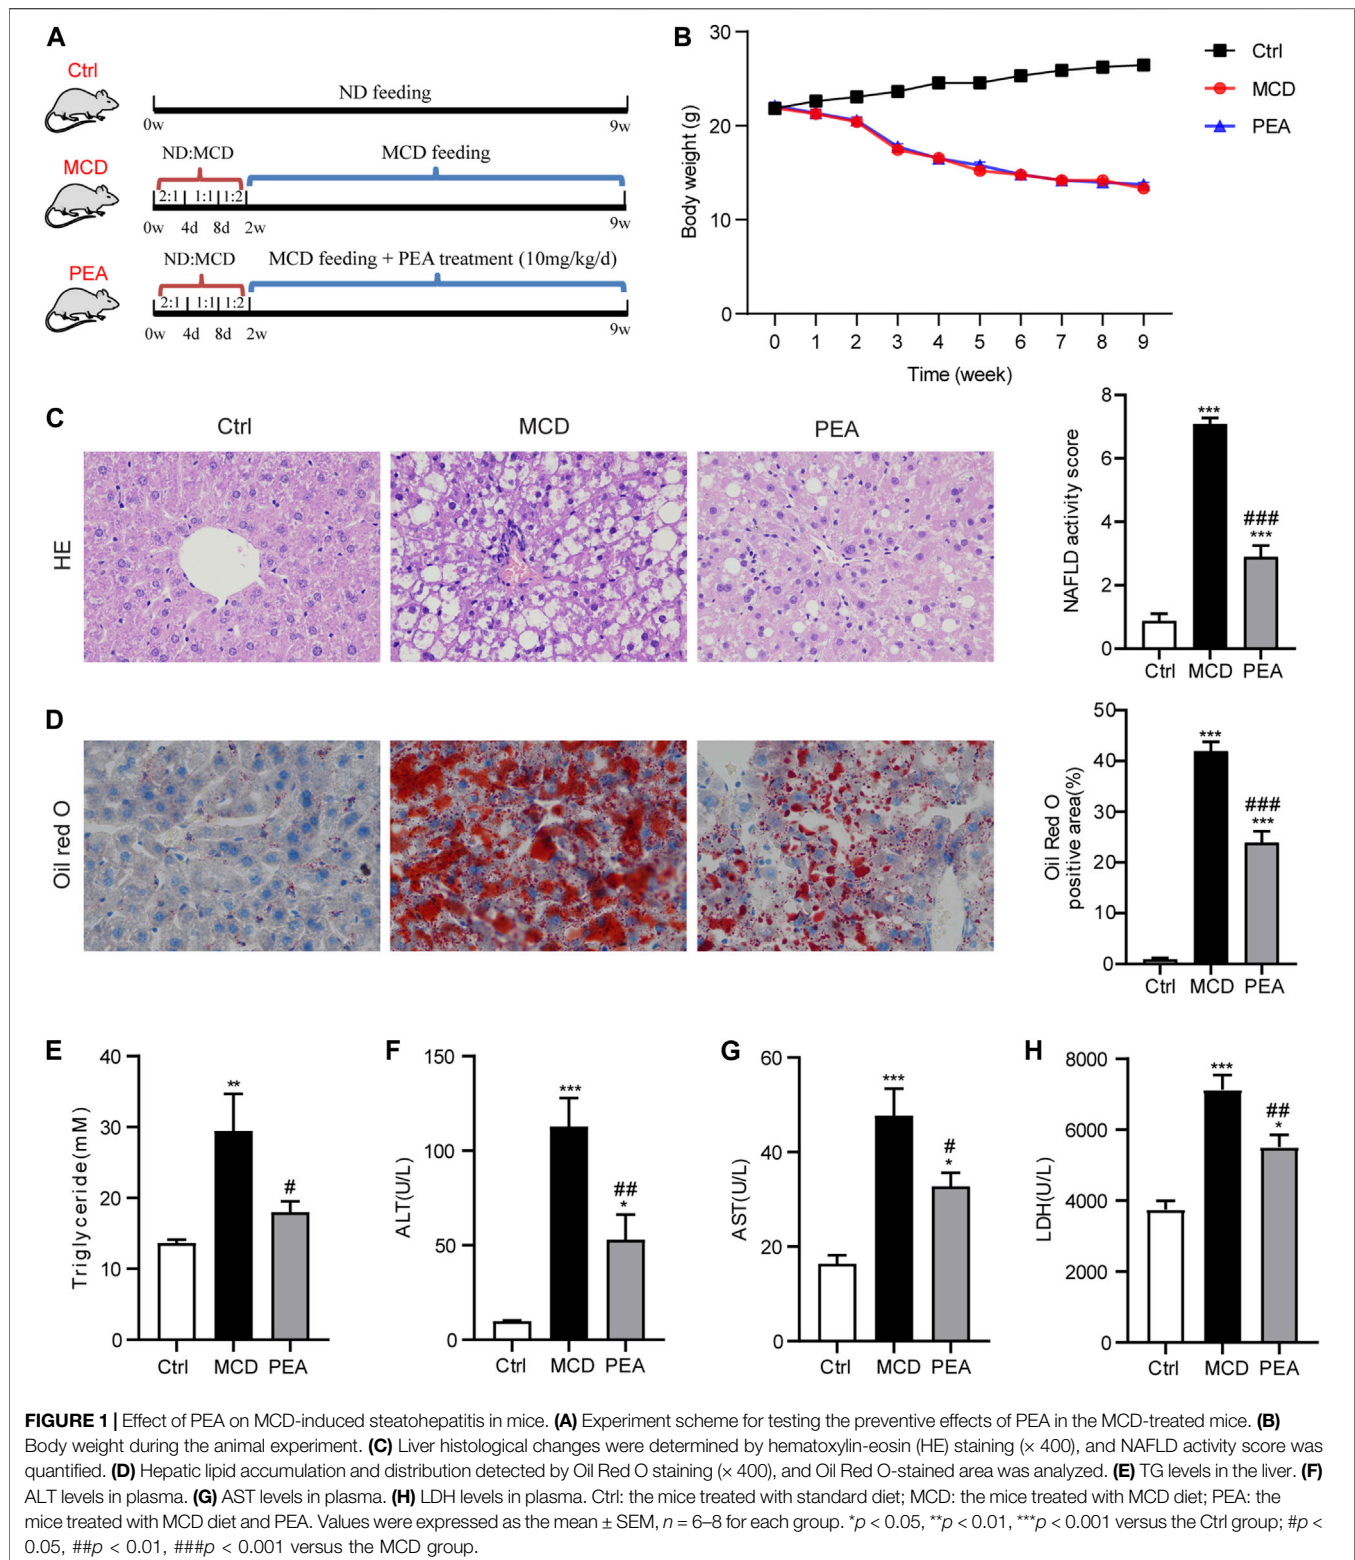 A
Ctrl
ND feeding
0w
9w
MCD
ND:MCD
MCD feeding
2:1 1:1 1:2
0w 4d 8d 2w
9w
PEA
ND:MCD
MCD feeding + PEA treatment (10mg/kg/d)
2:1 1:1 1:2
0w 4d 8d 2w
9w
B
Body weight (g)
30
20
10
0
0 1 2 3 4 5 6 7 8 9
Time (week)
Ctrl
MCD
PEA
C
Ctrl
MCD
PEA
HE
NAFLD activity score
8
6
4
2
0
***
###
***
Ctrl MCD PEA
D
Oil red O
Oil Red O
positive area(%)
50
40
30
20
10
0
***
###
***
Ctrl MCD PEA
E
Triglyceride(mM)
40
30
20
10
0
**
#
Ctrl MCD PEA
F
ALT(U/L)
150
100
50
0
***
##
*
Ctrl MCD PEA
G
AST(U/L)
60
40
20
0
***
#
*
Ctrl MCD PEA
H
LDH(U/L)
8000
6000
4000
2000
0
***
##
*
Ctrl MCD PEA
FIGURE 1 | Effect of PEA on MCD-induced steatohepatitis in mice. (A) Experiment scheme for testing the preventive effects of PEA in the MCD-treated mice. (B)
Body weight during the animal experiment. (C) Liver histological changes were determined by hematoxylin-eosin (HE) staining (× 400), and NAFLD activity score was
quantified. (D) Hepatic lipid accumulation and distribution detected by Oil Red O staining (× 400), and Oil Red O-stained area was analyzed. (E) TG levels in the liver. (F)
ALT levels in plasma. (G) AST levels in plasma. (H) LDH levels in plasma. Ctrl: the mice treated with standard diet; MCD: the mice treated with MCD diet; PEA: the
mice treated with MCD diet and PEA. Values were expressed as the mean ± SEM, n = 6–8 for each group. *p < 0.05, **p < 0.01, ***p < 0.001 versus the Ctrl group; #p <
0.05, ##p < 0.01, ###p < 0.001 versus the MCD group.